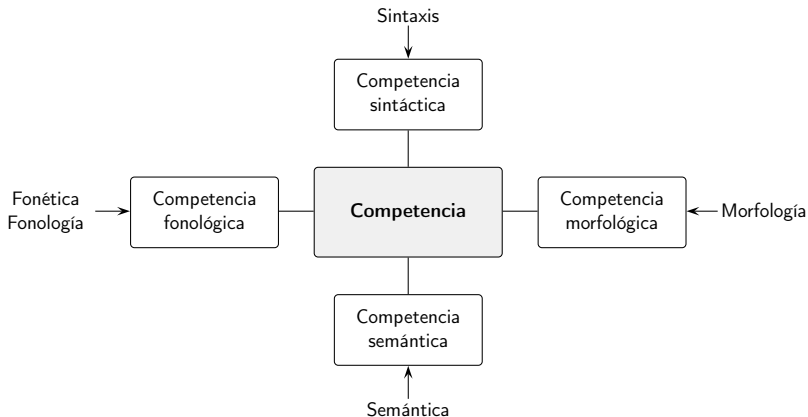 Sintaxis
Competencia
sintáctica
Fonética
Fonología
Competencia
fonológica
Competencia
Competencia
morfológica
Morfología
Competencia
semántica
Semántica